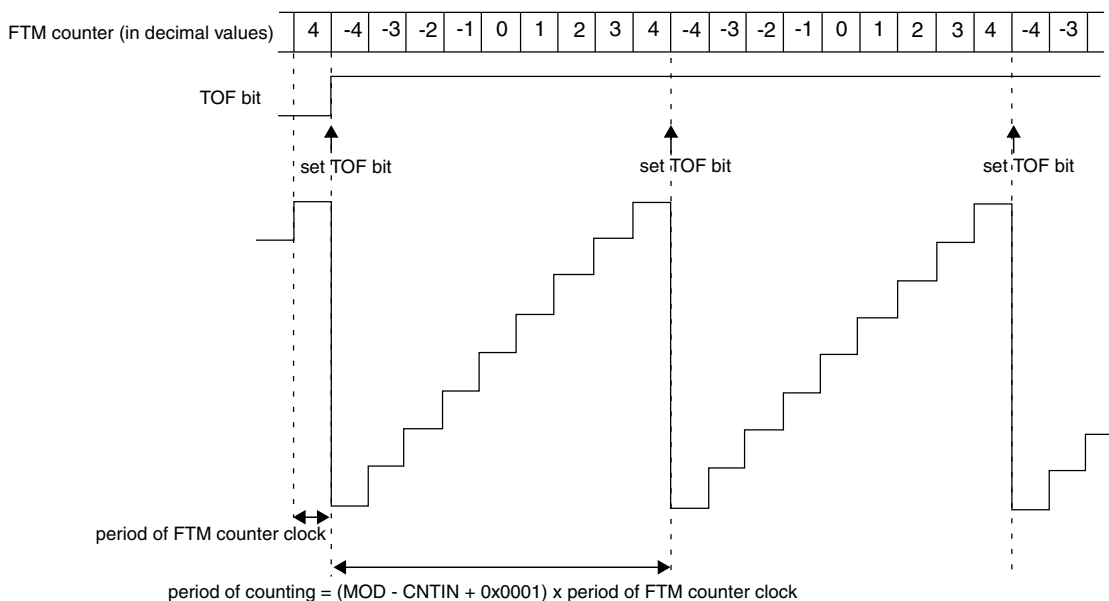 FTM counter (in decimal values) 4 -4 -3 -2 -1 0 1 2 3 4 -4 -3 -2 -1 0 1 2 3 4 -4 -3
TOF bit
set TOF bit set TOF bit set TOF bit
period of FTM counter clock
period of counting = (MOD - CNTIN + 0x0001) x period of FTM counter clock